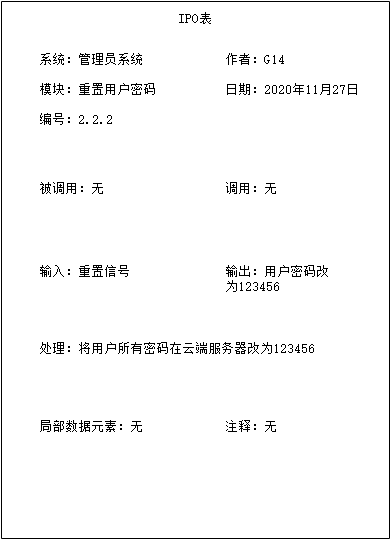 IPO表
系统：管理员系统 作者：G14
模块：重置用户密码 日期：2020年11月27日
编号：2.2.2
被调用：无 调用：无
输入：重置信号 输出：用户密码改
为123456
处理：将用户所有密码在云端服务器改为123456
局部数据元素：无 注释：无